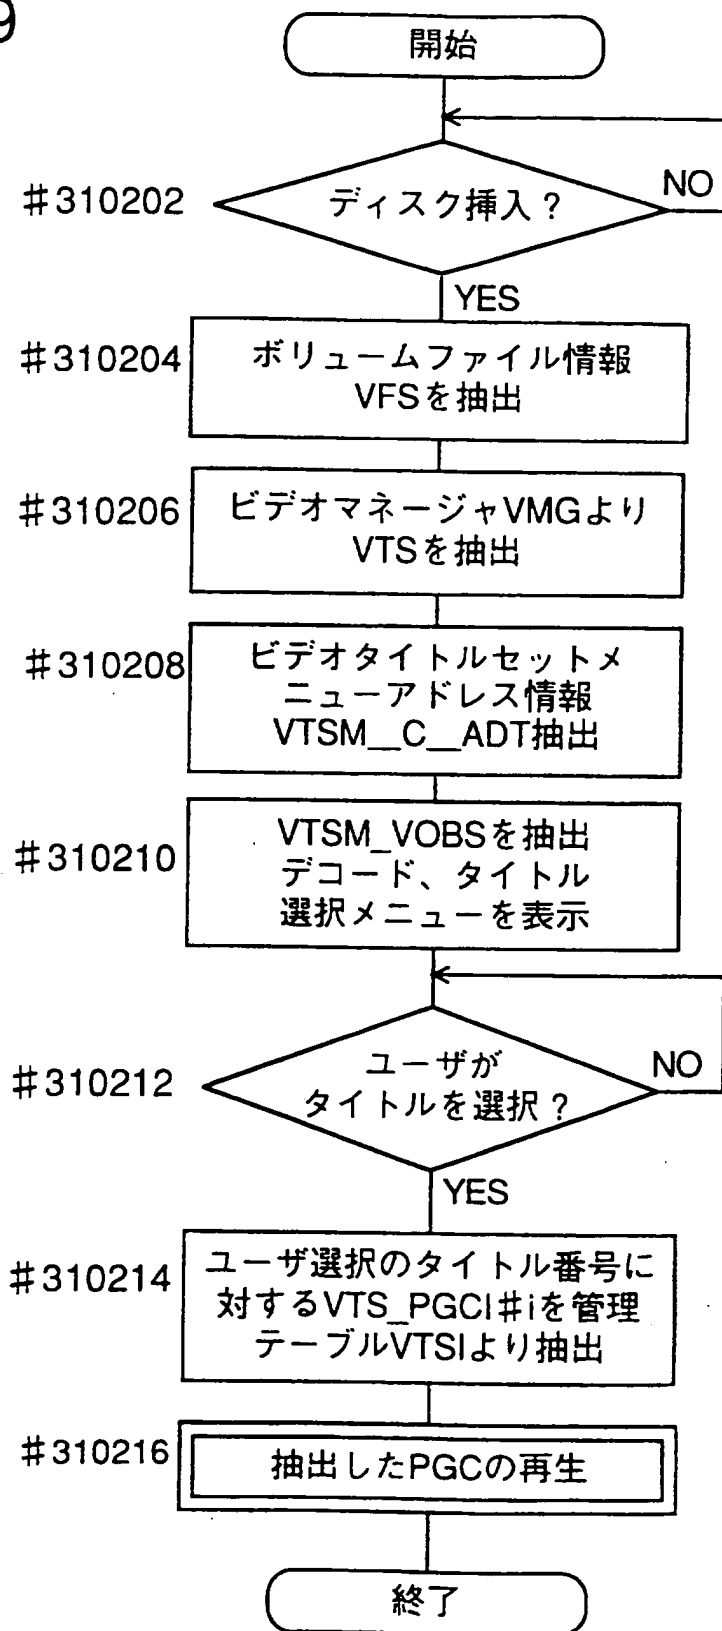 9
開始
#310202
ディスク挿入?
NO
YES
#310204
ボリュームファイル情報
VFSを抽出
#310206
ビデオマネージャVMGより
VTSを抽出
#310208
ビデオタイトルセットメ
ニューアドレス情報
VTSM__C__ADT抽出
#310210
VTSM_VOBSを抽出
デコード、タイトル
選択メニューを表示
#310212
ユーザが
タイトルを選択?
NO
YES
#310214
ユーザ選択のタイトル番号に
対するVTS_PGCI#iを管理
テーブルVTSIより抽出
#310216
抽出したPGCの再生
終了